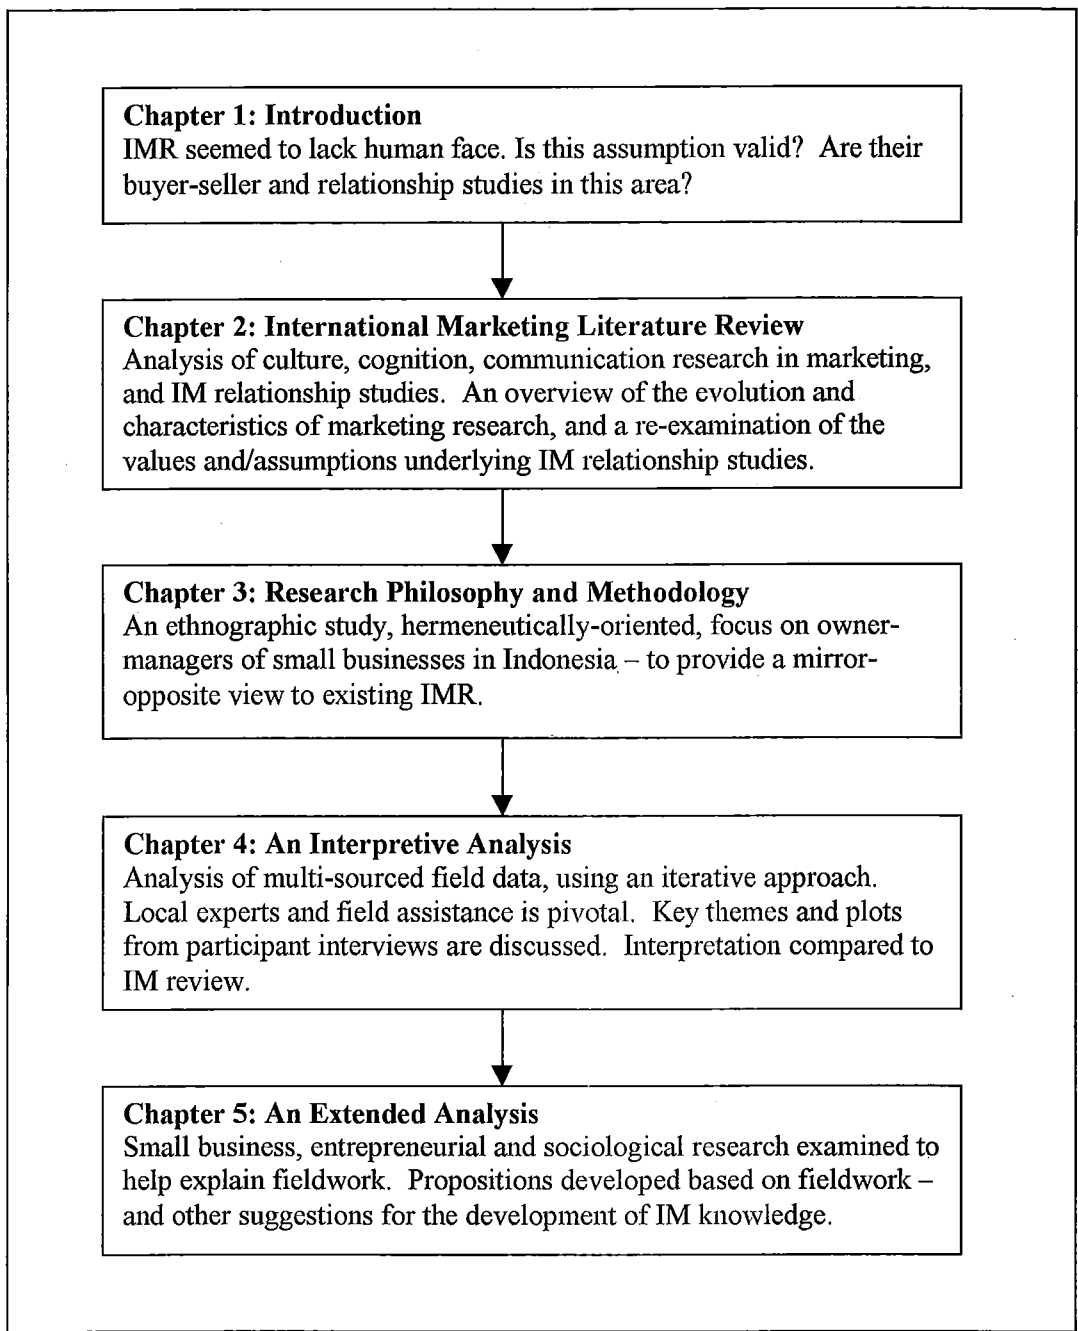 Chapter 1: Introduction
IMR seemed to lack human face. Is this assumption valid? Are their
buyer-seller and relationship studies in this area?
Chapter 2: International Marketing Literature Review
Analysis of culture, cognition, communication research in marketing,
and IM relationship studies. An overview of the evolution and
characteristics of marketing research, and a re-examination of the
values and/assumptions underlying IM relationship studies.
Chapter 3: Research Philosophy and Methodology
An ethnographic study, hermeneutically-oriented, focus on owner-
managers of small businesses in Indonesia – to provide a mirror-
opposite view to existing IMR.
Chapter 4: An Interpretive Analysis
Analysis of multi-sourced field data, using an iterative approach.
Local experts and field assistance is pivotal. Key themes and plots
from participant interviews are discussed. Interpretation compared to
IM review.
Chapter 5: An Extended Analysis
Small business, entrepreneurial and sociological research examined to
help explain fieldwork. Propositions developed based on fieldwork –
and other suggestions for the development of IM knowledge.